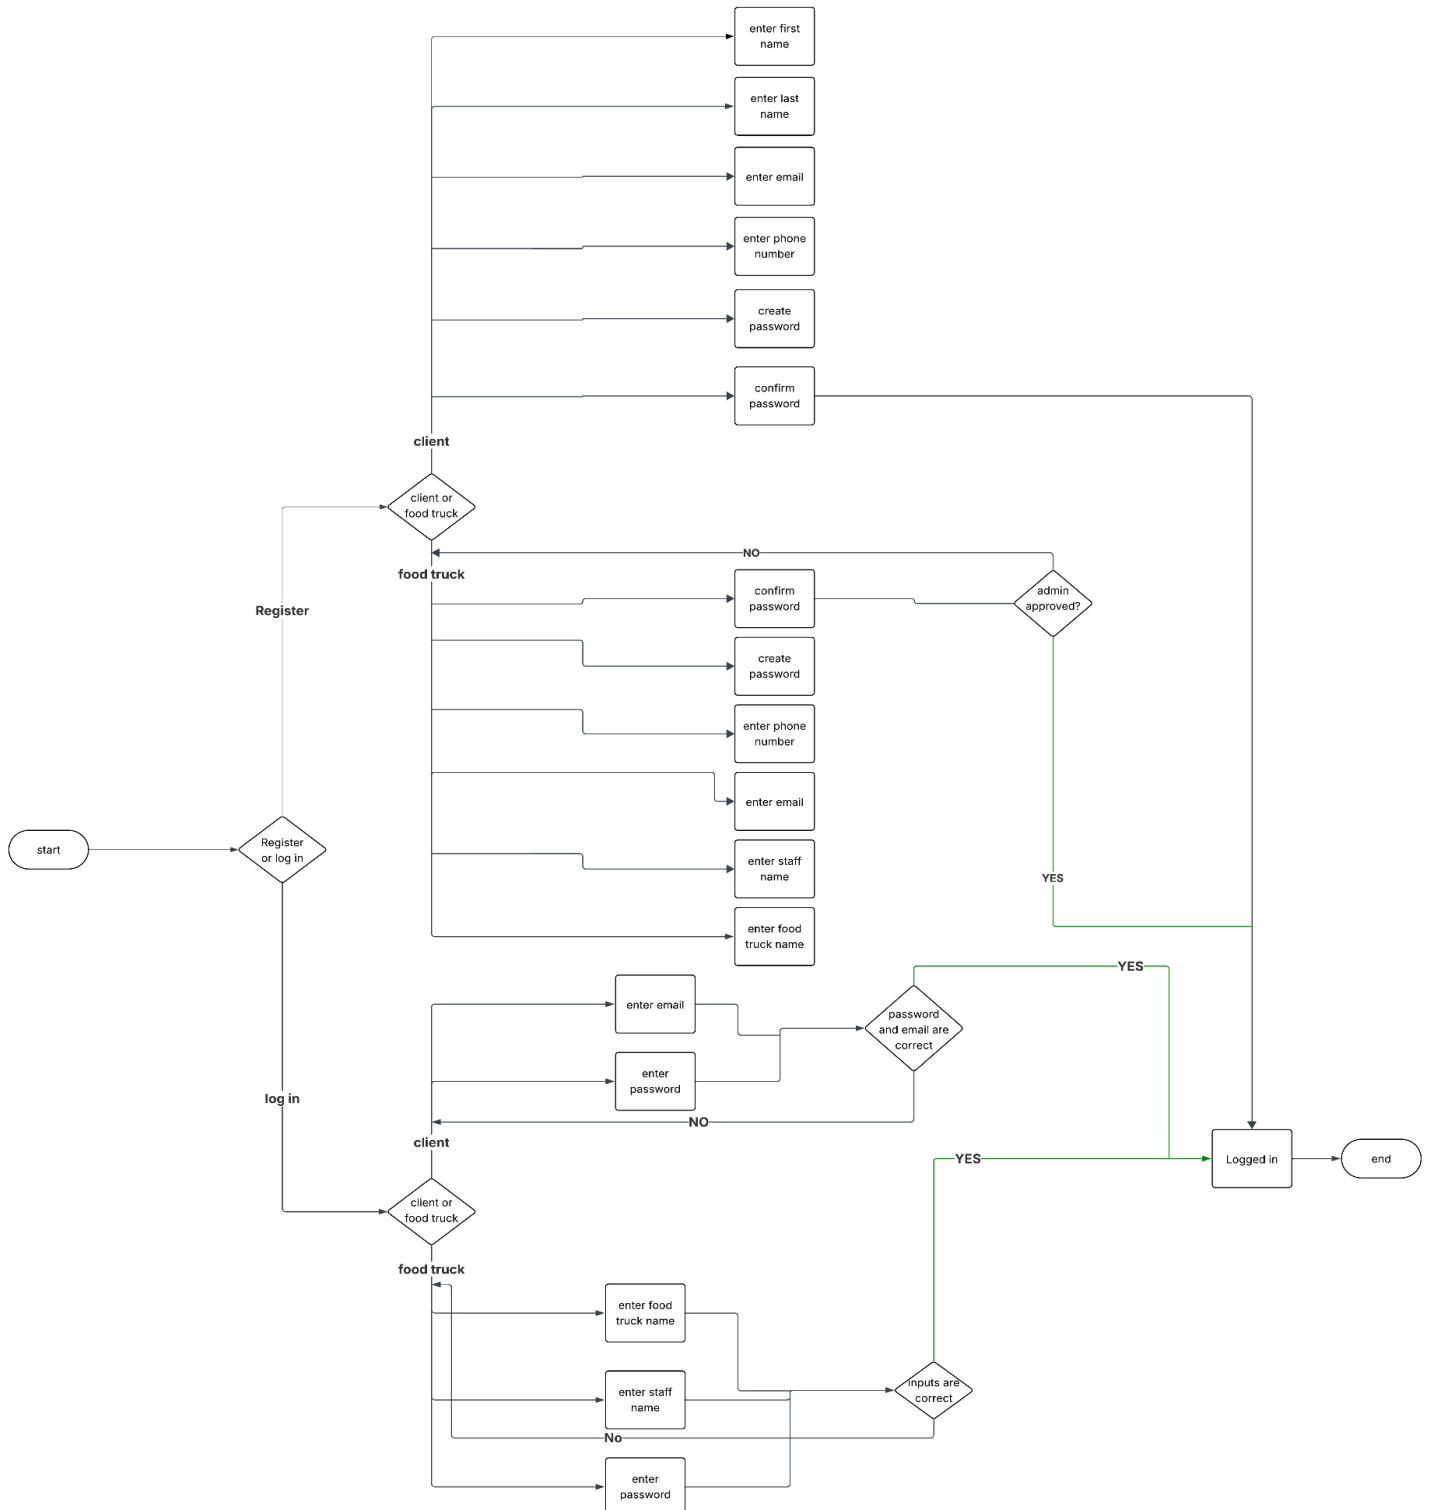 enter first
name
enter last
name
enter email
enter phone
number
create
password
confirm
password
client
client or
food truck
NO
food truck
confirm
password
admin
approved?
Register
create
password
enter phone
number
enter email
start
Register
or log in
enter staff
name
YES
enter food
truck name
YES
enter email
password
and email are
correct
enter
password
log in
NO
client
YES
Logged in
end
client or
food truck
food truck
enter food
truck name
inputs are
correct
enter staff
name
No
enter
password